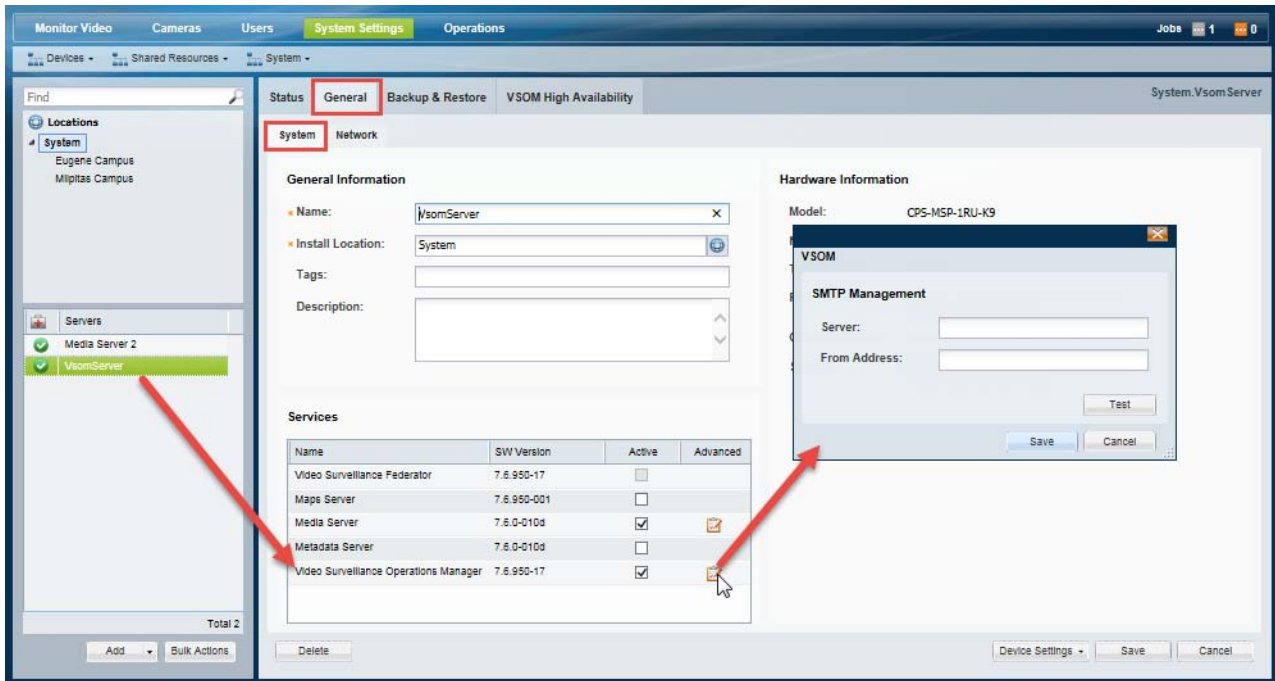 Monitor Video Cameras Users System Settings Operations Jobs 1 0
Devices Shared Resources System
Find
Locations
System
Eugene Campus
Milpitas Campus
Servers
Media Server 2
VsomServer
Total 2
Add Bulk Actions
Status General Backup & Restore VSOM High Availability System.VsomServer
System Network
General Information
Name: VsomServer
Install Location: System
Tags:
Description:
Services
Name SW Version Active Advanced
Video Surveillance Federator 7.6.950-17
Maps Server 7.6.950-001
Media Server 7.6.0-010d
Metadata Server 7.6.0-010d
Video Surveillance Operations Manager 7.6.950-17
Hardware Information
Model: CPS-MSP-1RU-K9
VSOM
SMTP Management
Server:
From Address:
Test
Save Cancel
Delete Device Settings Save Cancel